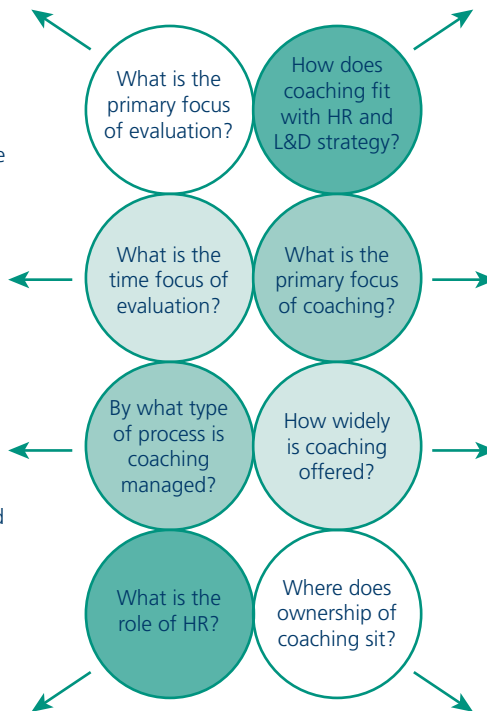 What is the
primary focus
of evaluation?
How does
coaching fit
with HR and
L&D strategy?
e
What is the
time focus of
evaluation?
What is the
primary focus
of coaching?
By what type
of process is
coaching
managed?
How widely
is coaching
offered?
d
What is the
role of HR?
Where does
ownership of
coaching sit?